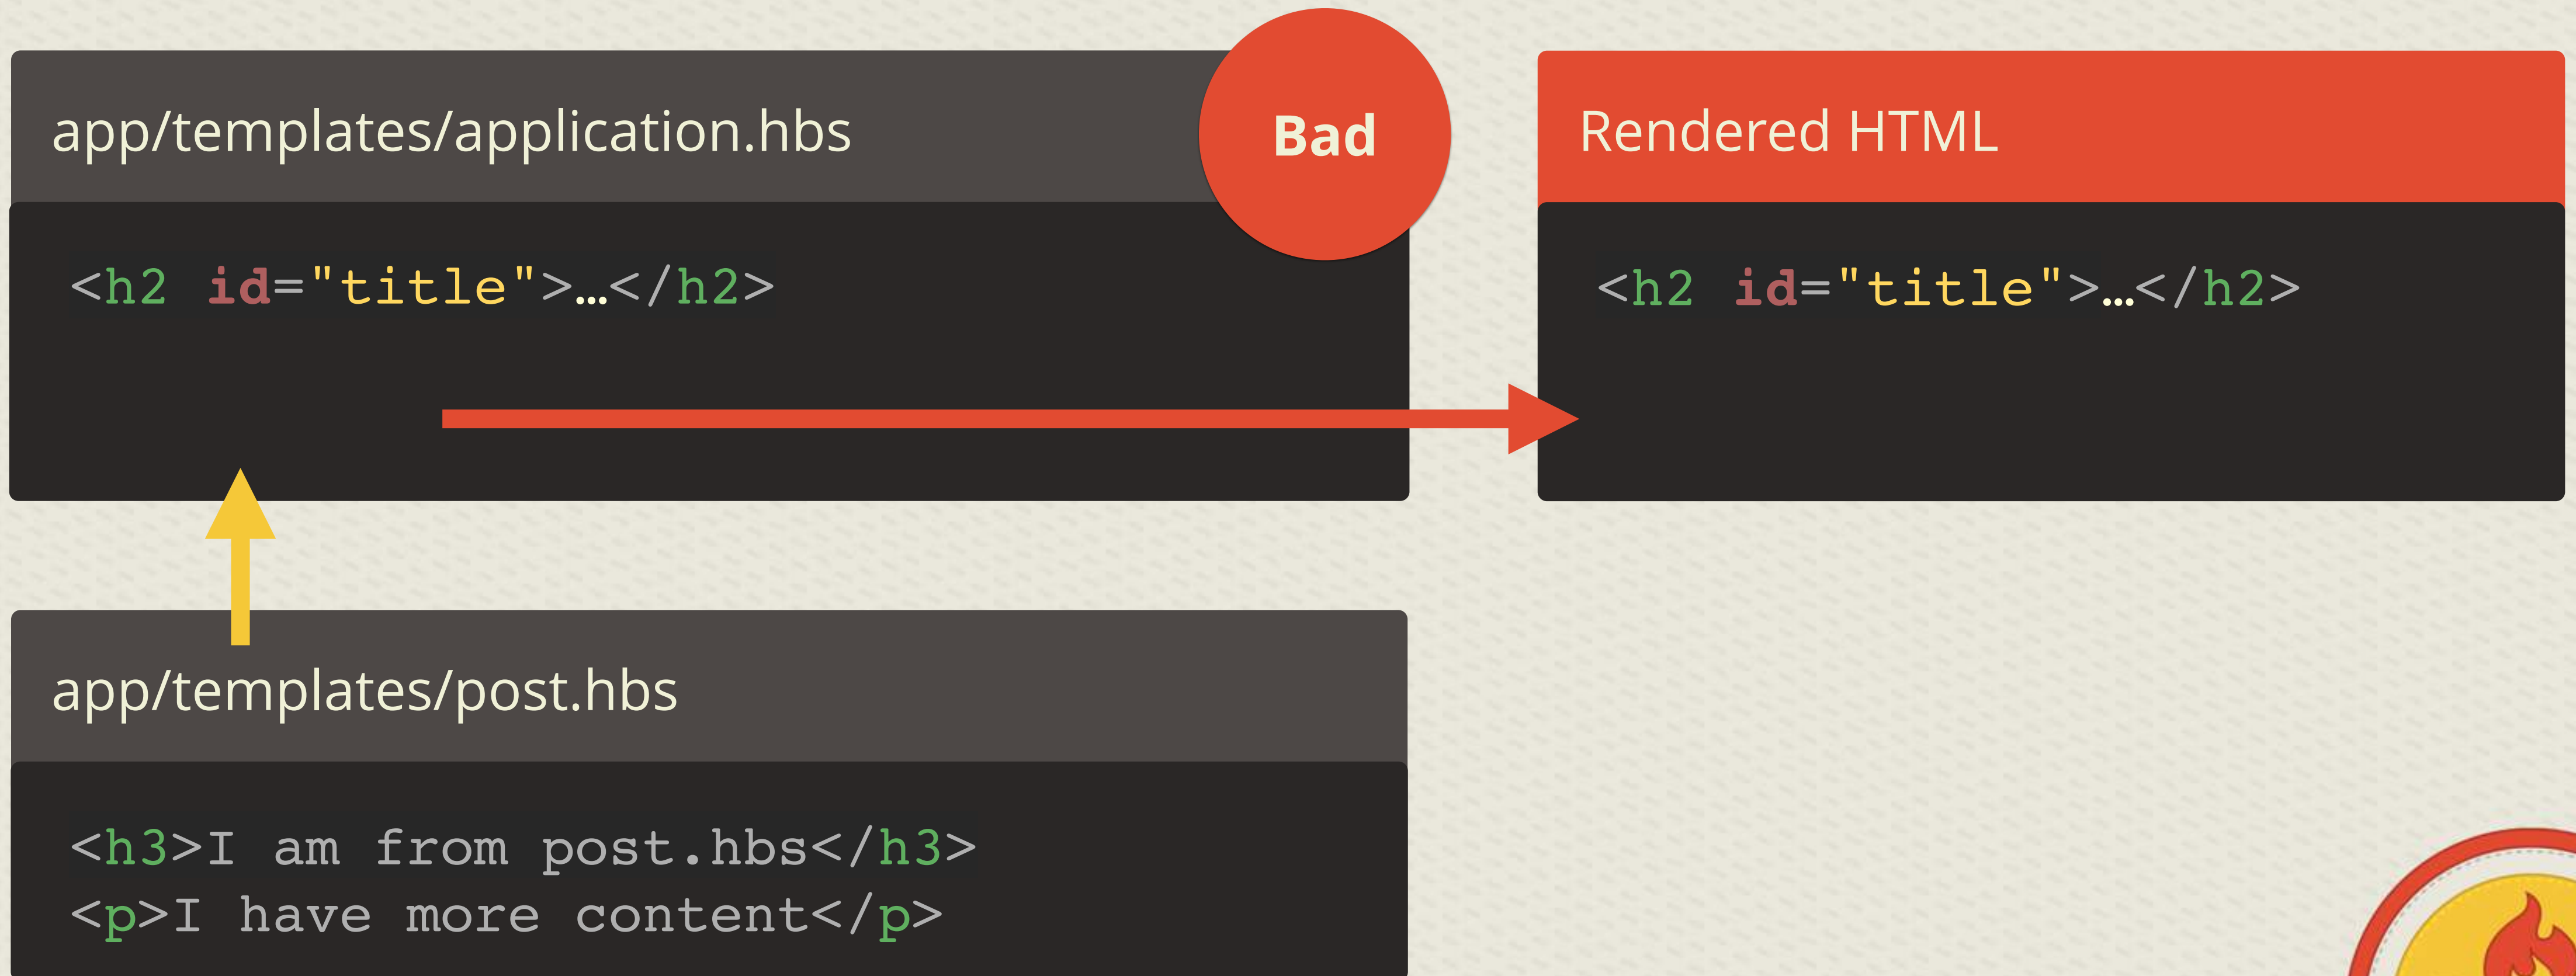 app/templates/application.hbs
Bad
<h2 id="title">…</h2>
Rendered HTML
<h2 id="title">…</h2>
app/templates/post.hbs
<h3>I am from post.hbs</h3>
<p>I have more content</p>